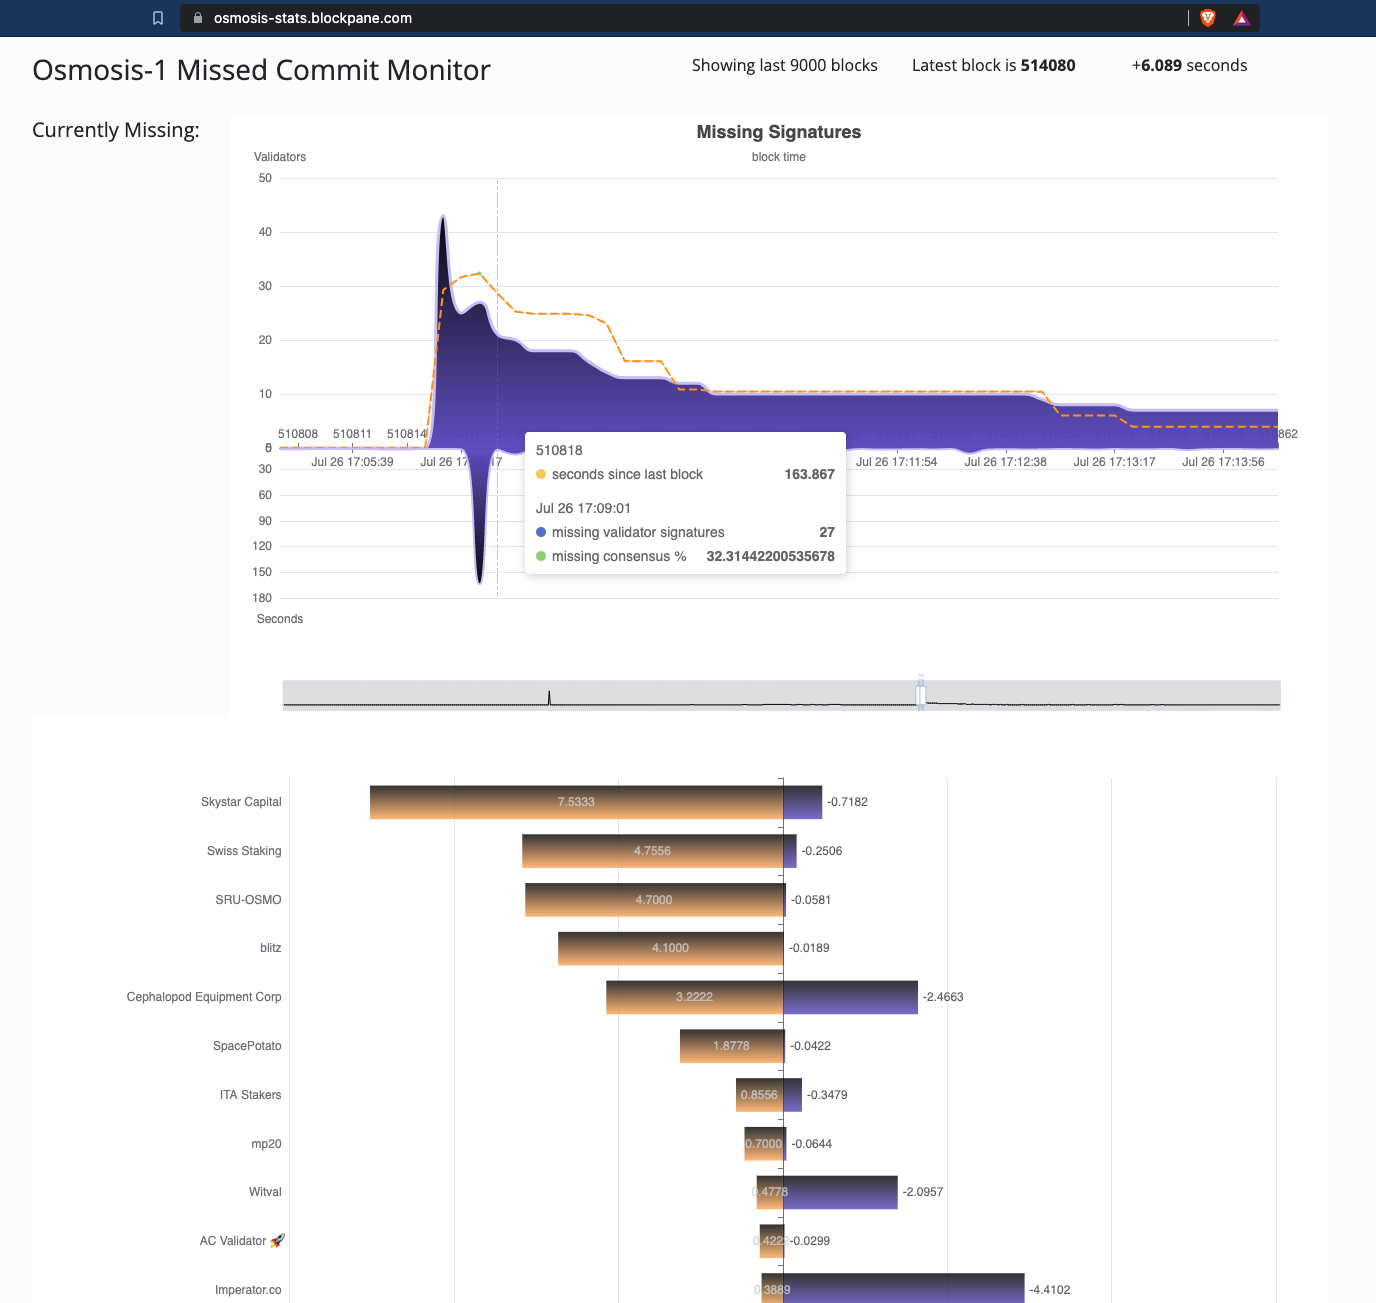 osmosis-stats.blockpane.com
Osmosis-1 Missed Commit Monitor
Showing last 9000 blocks
Latest block is 514080
+6.089 seconds
Currently Missing:
Missing Signatures
block time
Validators
50
40
30
20
10
510808 510811 510814 510862
0
Jul 26 17:05:39 Jul 26 17 17 Jul 26 17:11:54 Jul 26 17:12:38 Jul 26 17:13:17 Jul 26 17:13:56
30
60
90
120
150
180
Seconds
510818
seconds since last block 163.867
Jul 26 17:09:01
missing validator signatures 27
missing consensus % 32.31442200535678
Skystar Capital 7.5333 -0.7182
Swiss Staking 4.7556 -0.2506
SRU-OSMO 4.7000 -0.0581
blitz 4.1000 -0.0189
Cephalopod Equipment Corp 3.2222 -2.4663
SpacePotato 1.8778 -0.0422
ITA Stakers 0.8556 -0.3479
mp20 0.7000 -0.0644
Witval 0.4778 -2.0957
AC Validator 🚀 0.4222 -0.0299
Imperator.co 0.3889 -4.4102